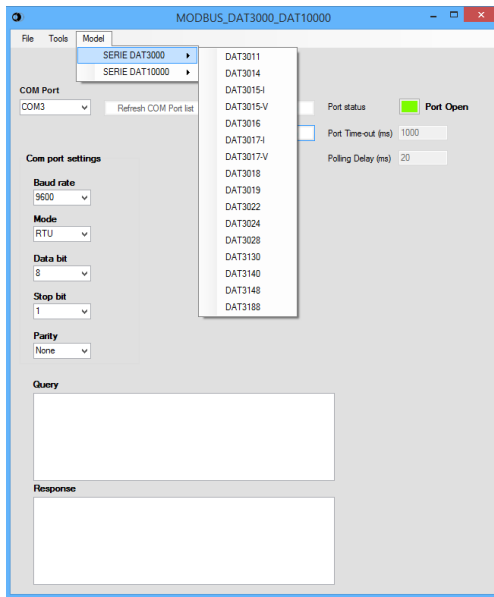 MODBUS_DAT3000_DAT10000
File Tools Model
SERIE DAT3000
SERIE DAT10000
DAT3011
DAT3014
DAT3015-I
DAT3015-V
DAT3016
DAT3017-I
DAT3017-V
DAT3018
DAT3019
DAT3022
DAT3024
DAT3028
DAT3130
DAT3140
DAT3148
DAT3188
COM Port
COM3 Refresh COM Port list Port status Port Open
Port Time-out (ms) 1000
Com port settings Polling Delay (ms) 20
Baud rate
9600
Mode
RTU
Data bit
8
Stop bit
1
Parity
None
Query
Response